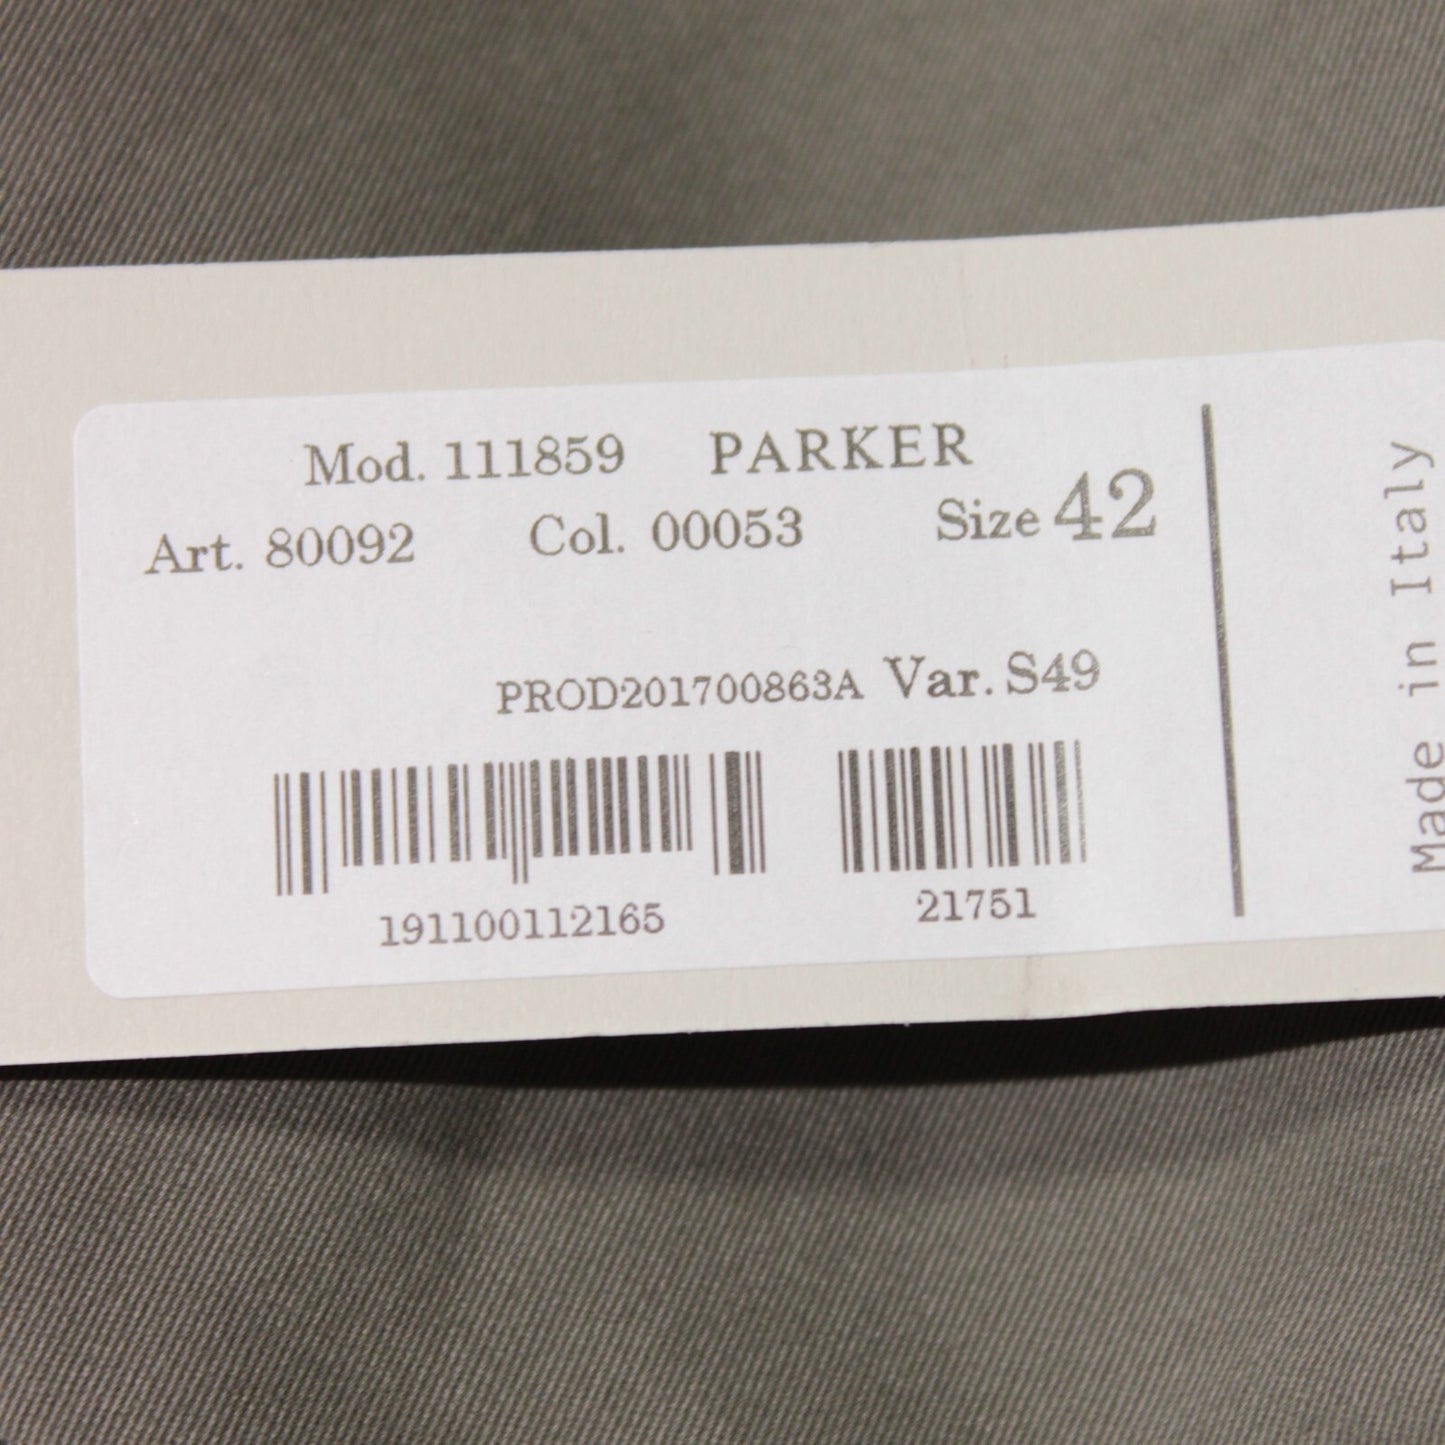 Mod. 111859 PARKER
Art. 80092 Col. 00053 Size 42
PROD201700863A Var. S49
191100112165 21751
Made in Italy